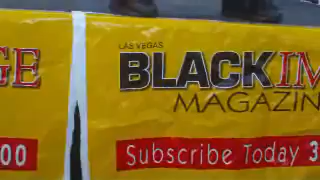 GE
00
LAS VEGAS
BLACK IM
MAGAZIN
Subscribe Today 3